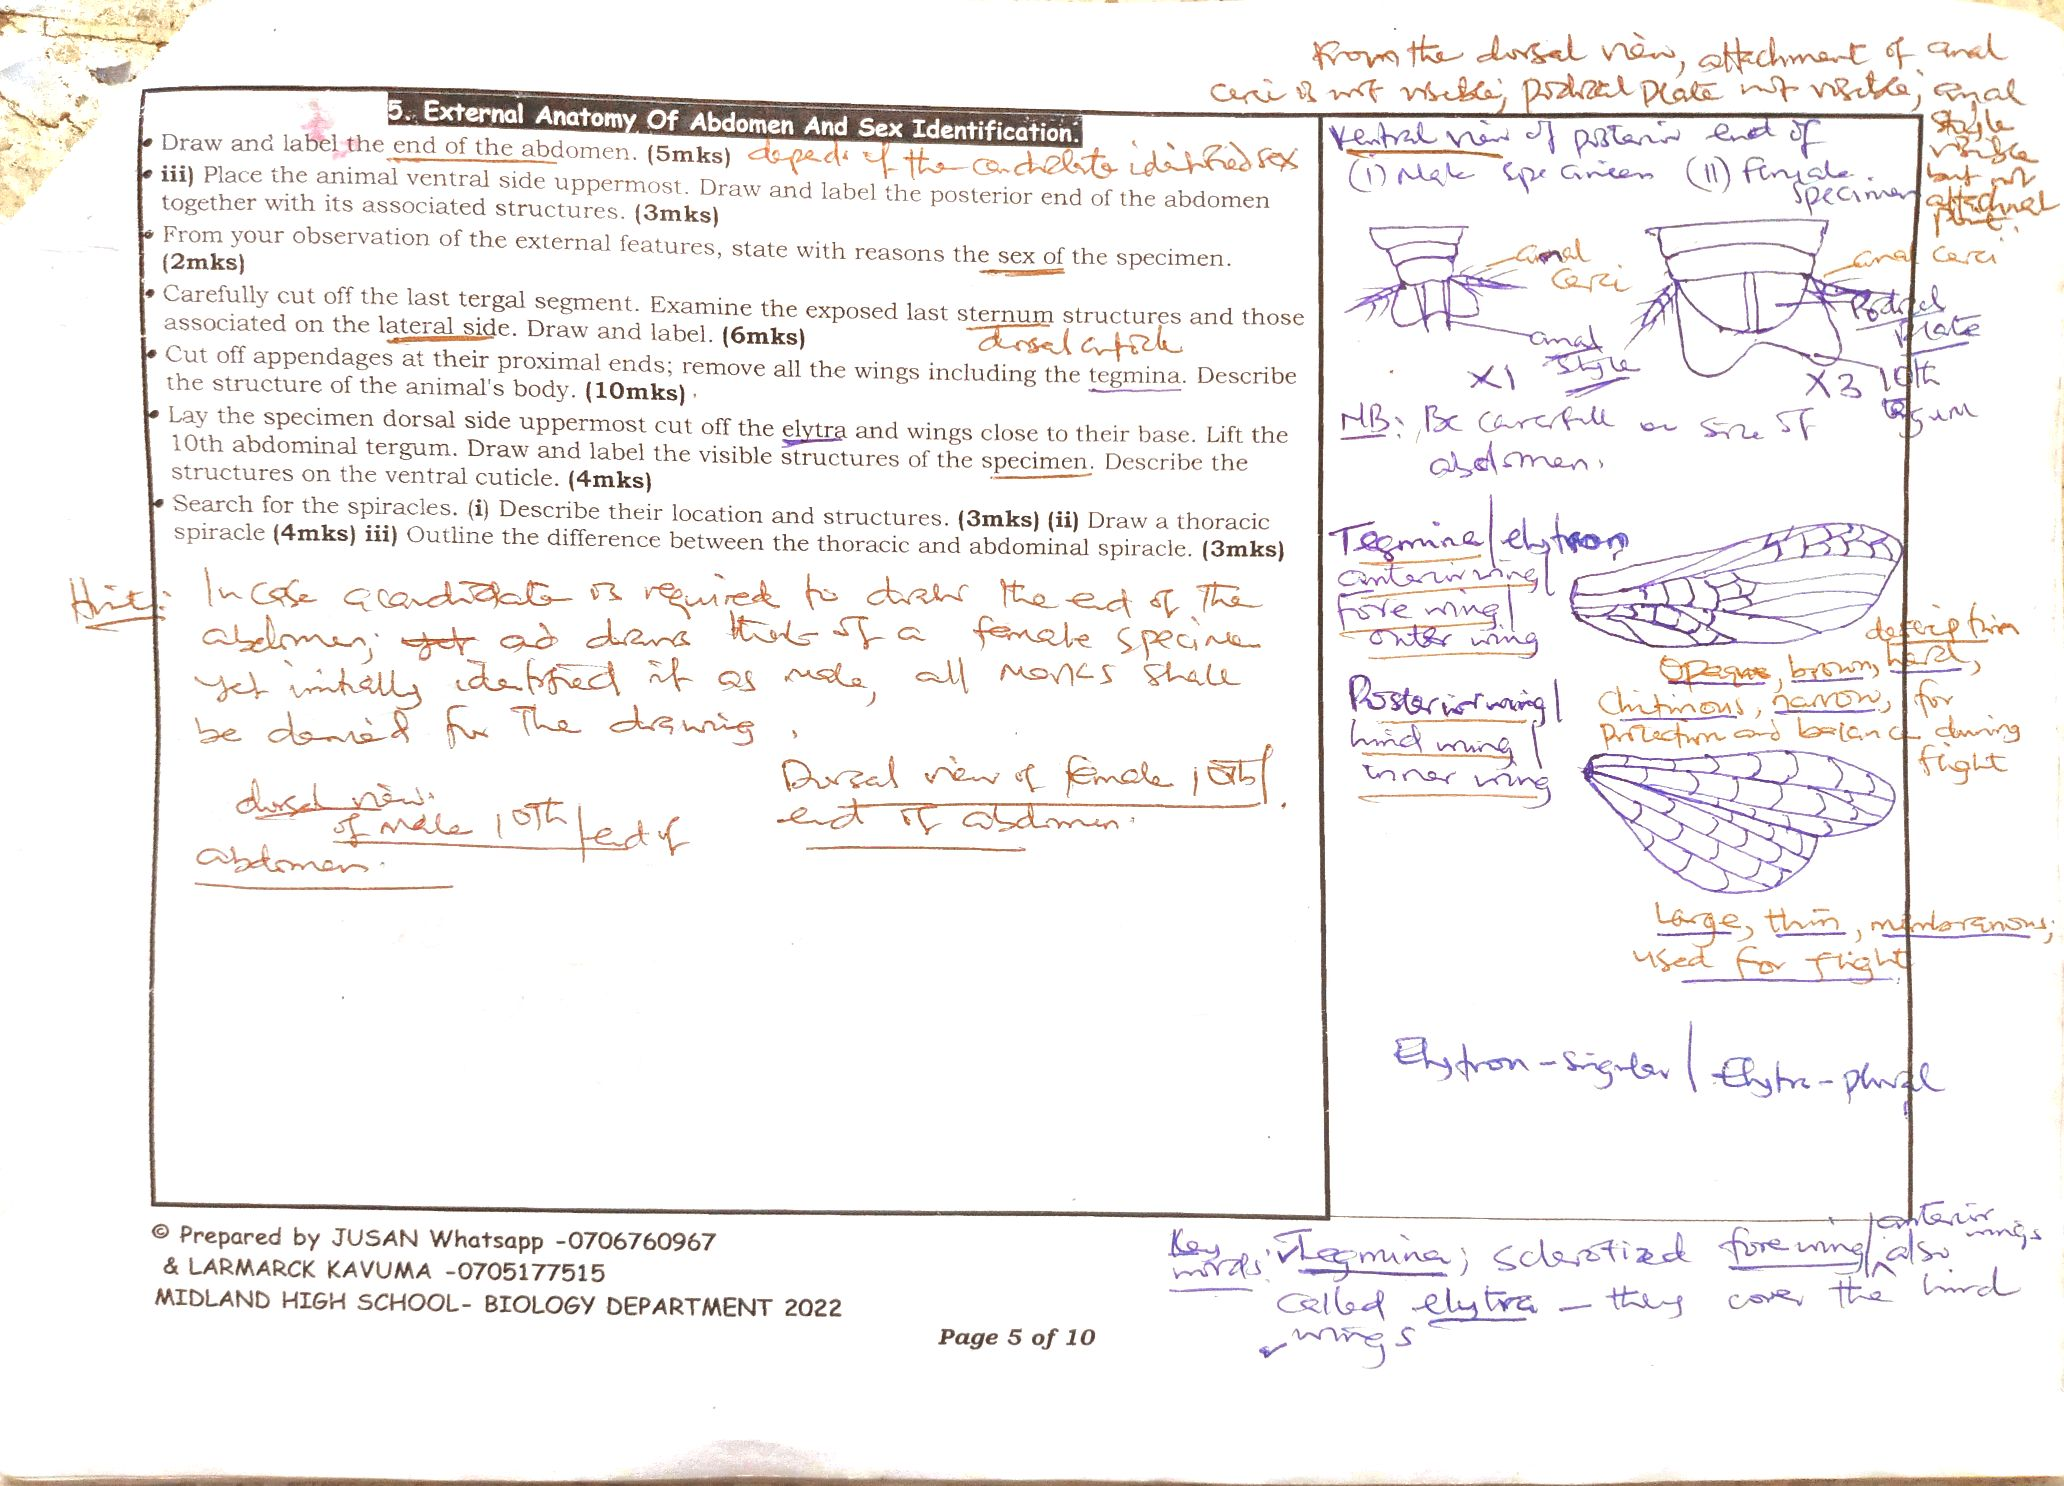 From the dorsal view, attachment of anal
cerci is not visible; podical plate not visible; anal
style
visible
but not
attachment
point.
5. External Anatomy Of Abdomen And Sex Identification.
• Draw and label the end of the abdomen. (5mks) depends if the candidate identified sex
• iii) Place the animal ventral side uppermost. Draw and label the posterior end of the abdomen
together with its associated structures. (3mks)
• From your observation of the external features, state with reasons the sex of the specimen.
(2mks)
• Carefully cut off the last tergal segment. Examine the exposed last sternum structures and those
associated on the lateral side. Draw and label. (6mks)
dorsal cuticle
• Cut off appendages at their proximal ends; remove all the wings including the tegmina. Describe
the structure of the animal's body. (10mks)
• Lay the specimen dorsal side uppermost cut off the elytra and wings close to their base. Lift the
10th abdominal tergum. Draw and label the visible structures of the specimen. Describe the
structures on the ventral cuticle. (4mks)
• Search for the spiracles. (i) Describe their location and structures. (3mks) (ii) Draw a thoracic
spiracle (4mks) iii) Outline the difference between the thoracic and abdominal spiracle. (3mks)
Hint: In case a candidate is required to draw the end of the
abdomen; yet ad draws that of a female specimen
yet initially identified it as male, all marks shall
be denied for the drawing.
dorsal view
of male 10th/end of
abdomen.
Dorsal view of female 10th/
end of abdomen.
Ventral view of posterior end of
(i) Male specimen (ii) Female
specimen
anal
cerci
anal
style
X1
anal cerci
Podical
plate
10th
tergum
X3
NB: Be carefull on size of
abdomen.
Tegmina/elytron
anterior wing/
fore wing/
outer wing
description
Opaque, brown, hard,
Chitinous, narrow, for
protection and balance during
flight
Posterior wing/
hind wing/
inner wing
Large, thin, membranous;
used for flight
Elytron - singular / Elytra - plural
Key
words: Tegmina; sclerotized fore wing/anterior wings also
called elytra - they cover the hind
wings
© Prepared by JUSAN Whatsapp -0706760967
& LARMARCK KAVUMA -0705177515
MIDLAND HIGH SCHOOL- BIOLOGY DEPARTMENT 2022
Page 5 of 10